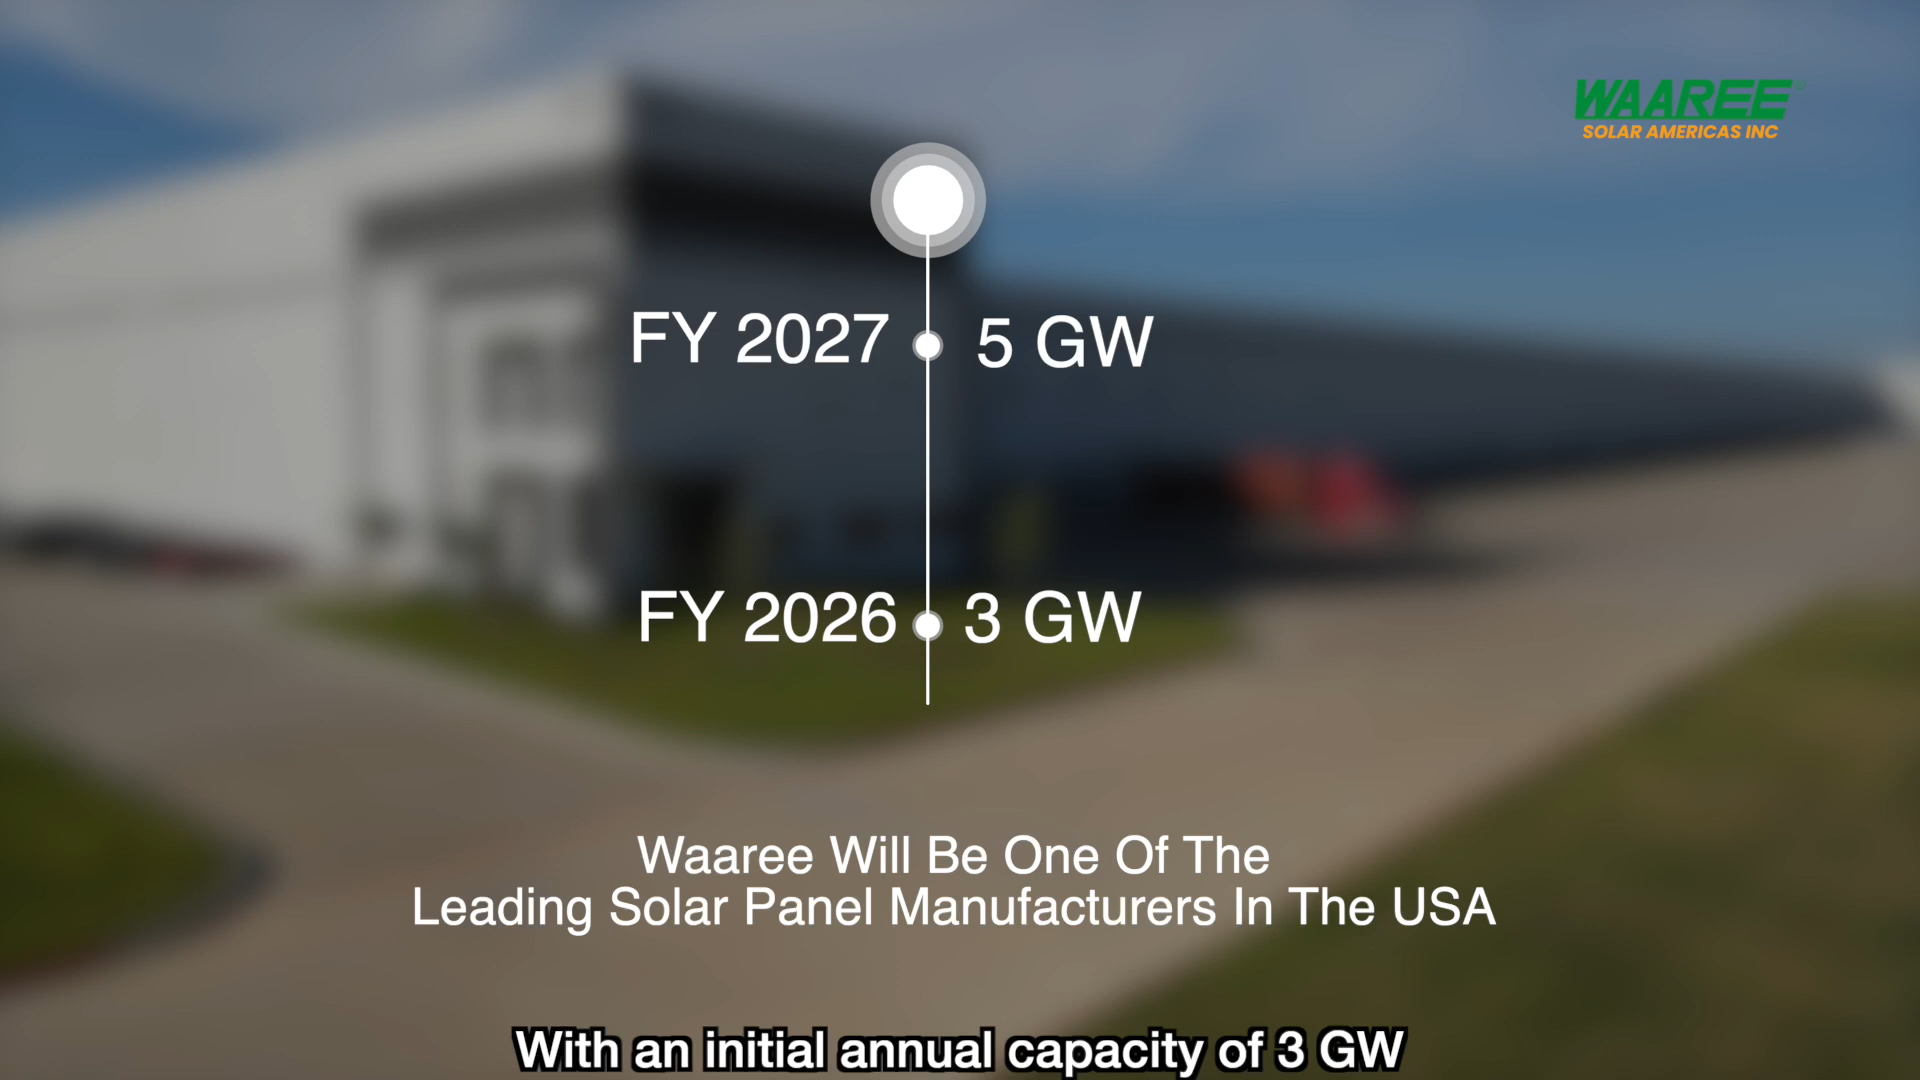 WAAREE
SOLAR AMERICAS INC
FY 2027 5 GW
FY 2026 3 GW
Waaree Will Be One Of The
Leading Solar Panel Manufacturers In The USA
With an initial annual capacity of 3 GW